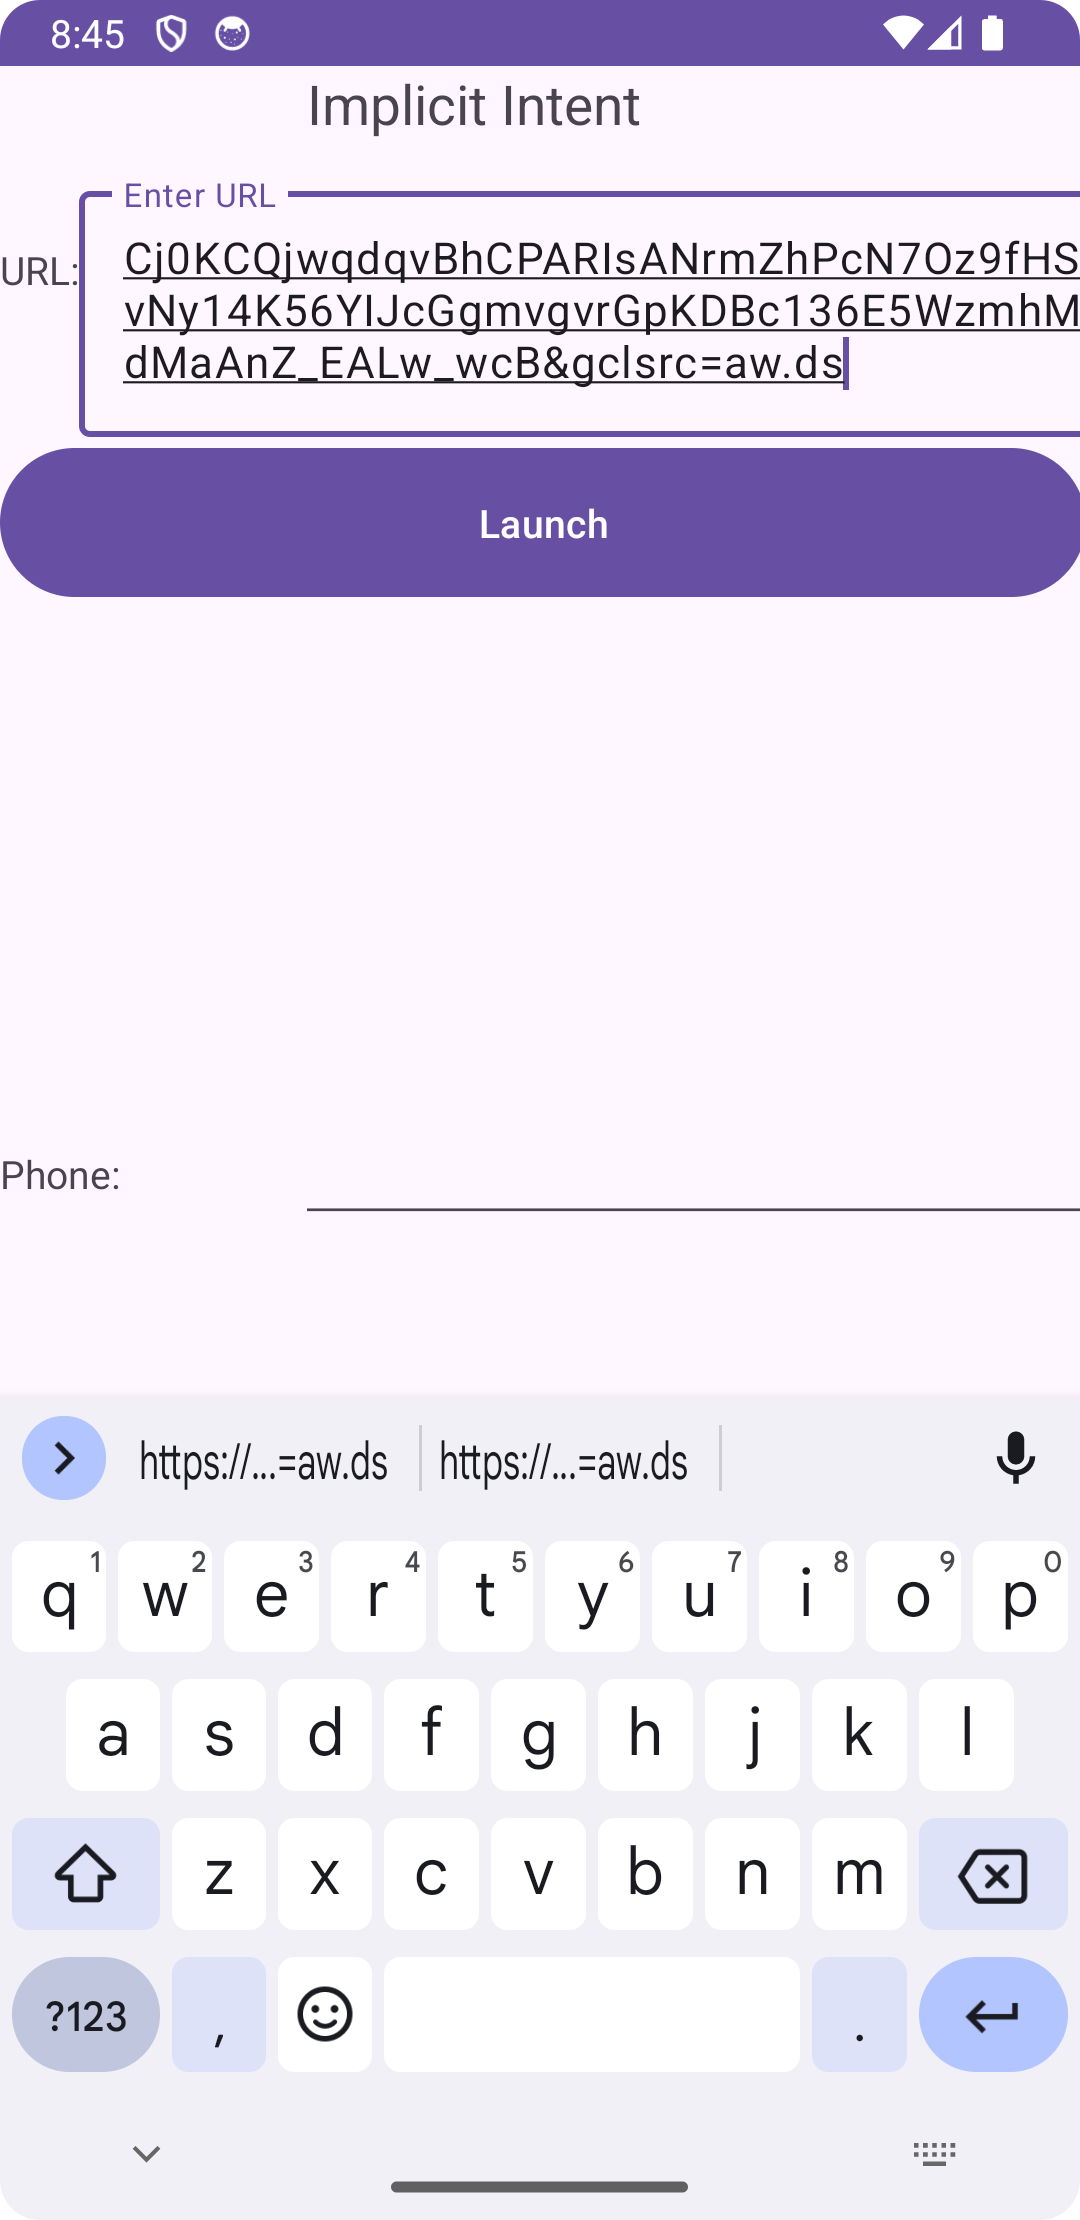 8:45
Implicit Intent
Enter URL
URL:
Cj0KCQjwqdqvBhCPARIsANrmZhPcN7Oz9fHS
vNy14K56YIJcGgmvgvrGpKDBc136E5WzmhM
dMaAnZ_EALw_wcB&gclsrc=aw.ds
Launch
Phone:
https://...=aw.ds https://...=aw.ds
1 2 3 4 5 6 7 8 9 0
q w e r t y u i o p
a s d f g h j k l
z x c v b n m
?123 , .